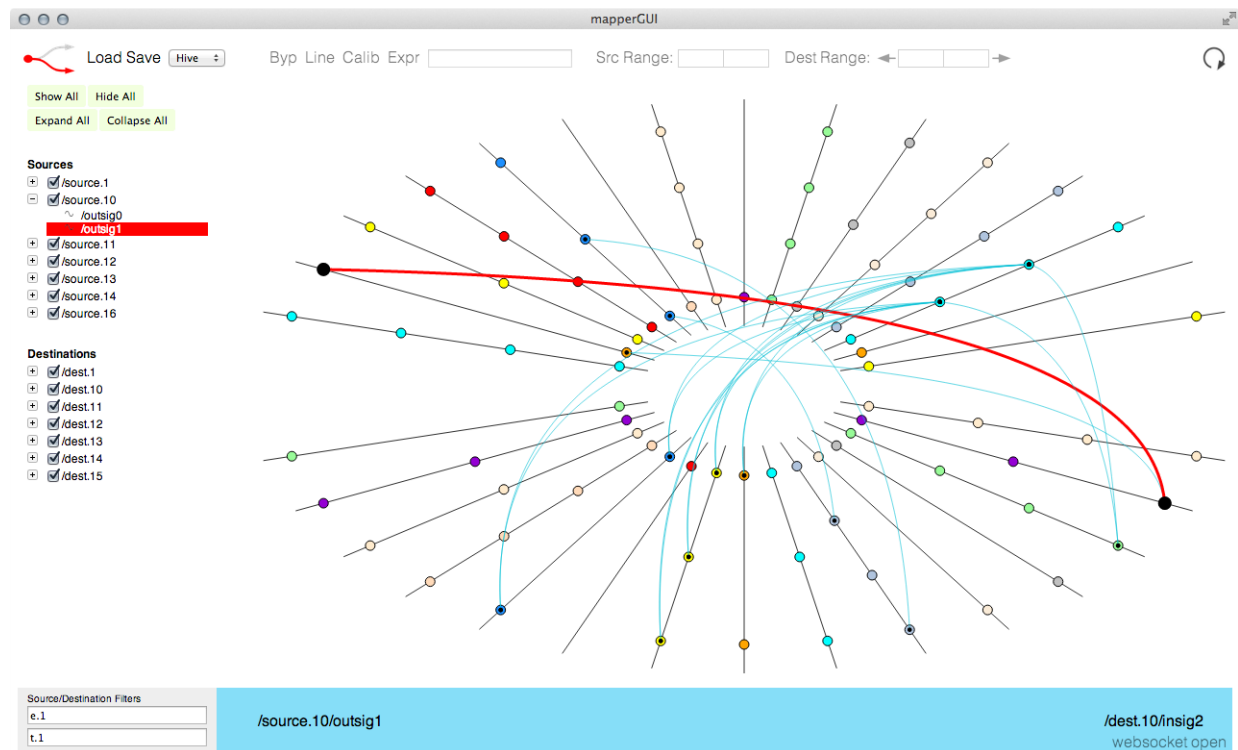 mapperGUI
Load Save Hive Byp Line Calib Expr Src Range: Dest Range:
Show All Hide All
Expand All Collapse All
Sources
/source.1
/source.10
/outsig0
/outsig1
/source.11
/source.12
/source.13
/source.14
/source.16
Destinations
/dest.1
/dest.10
/dest.11
/dest.12
/dest.13
/dest.14
/dest.15
Source/Destination Filters
e.1
t.1
/source.10/outsig1 /dest.10/insig2
websocket open